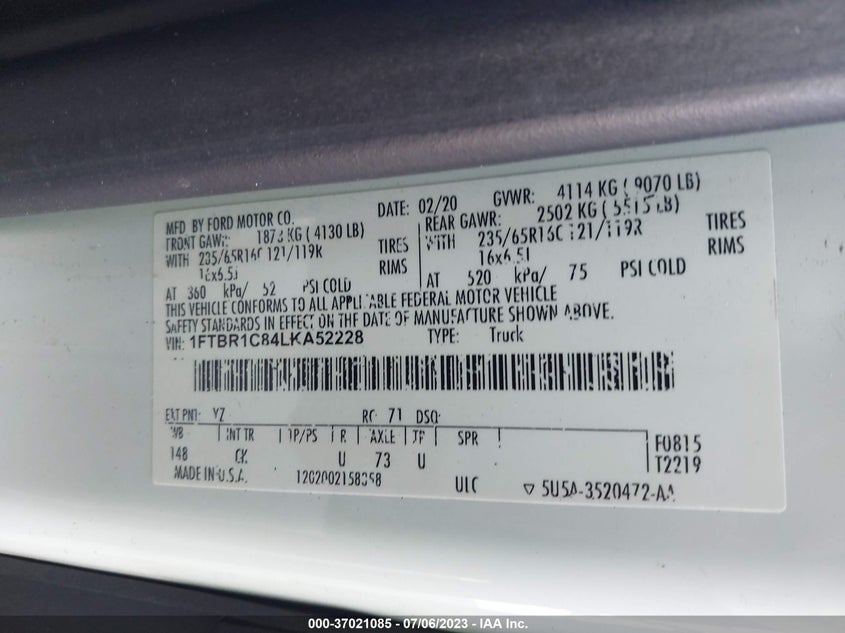 MFD BY FORD MOTOR CO. DATE: 02/20 GVWR: 4114 KG ( 9070 LB)
FRONT GAWR: 1873 KG ( 4130 LB) REAR GAWR: 2502 KG ( 5515 LB)
WITH 235/65R16C 121/119R TIRES WITH 235/65R16C 121/119R TIRES
16x6.5J RIMS 16x6.5J RIMS
AT 360 kPa/ 52 PSI COLD AT 520 kPa/ 75 PSI COLD
THIS VEHICLE CONFORMS TO ALL APPLICABLE FEDERAL MOTOR VEHICLE
SAFETY STANDARDS IN EFFECT ON THE DATE OF MANUFACTURE SHOWN ABOVE.
VIN: 1FTBR1C84LKA52228 TYPE: Truck
EXT PNT: YZ RC: 71 DSO:
WB INT TR TP/PS R AXLE TR SPR F0815
148 CK U 73 U T2219
MADE IN U.S.A. ULC ▽ 5U5A-3520472-AA
000-37021085 - 07/06/2023 - Copyright © IAA, Inc.